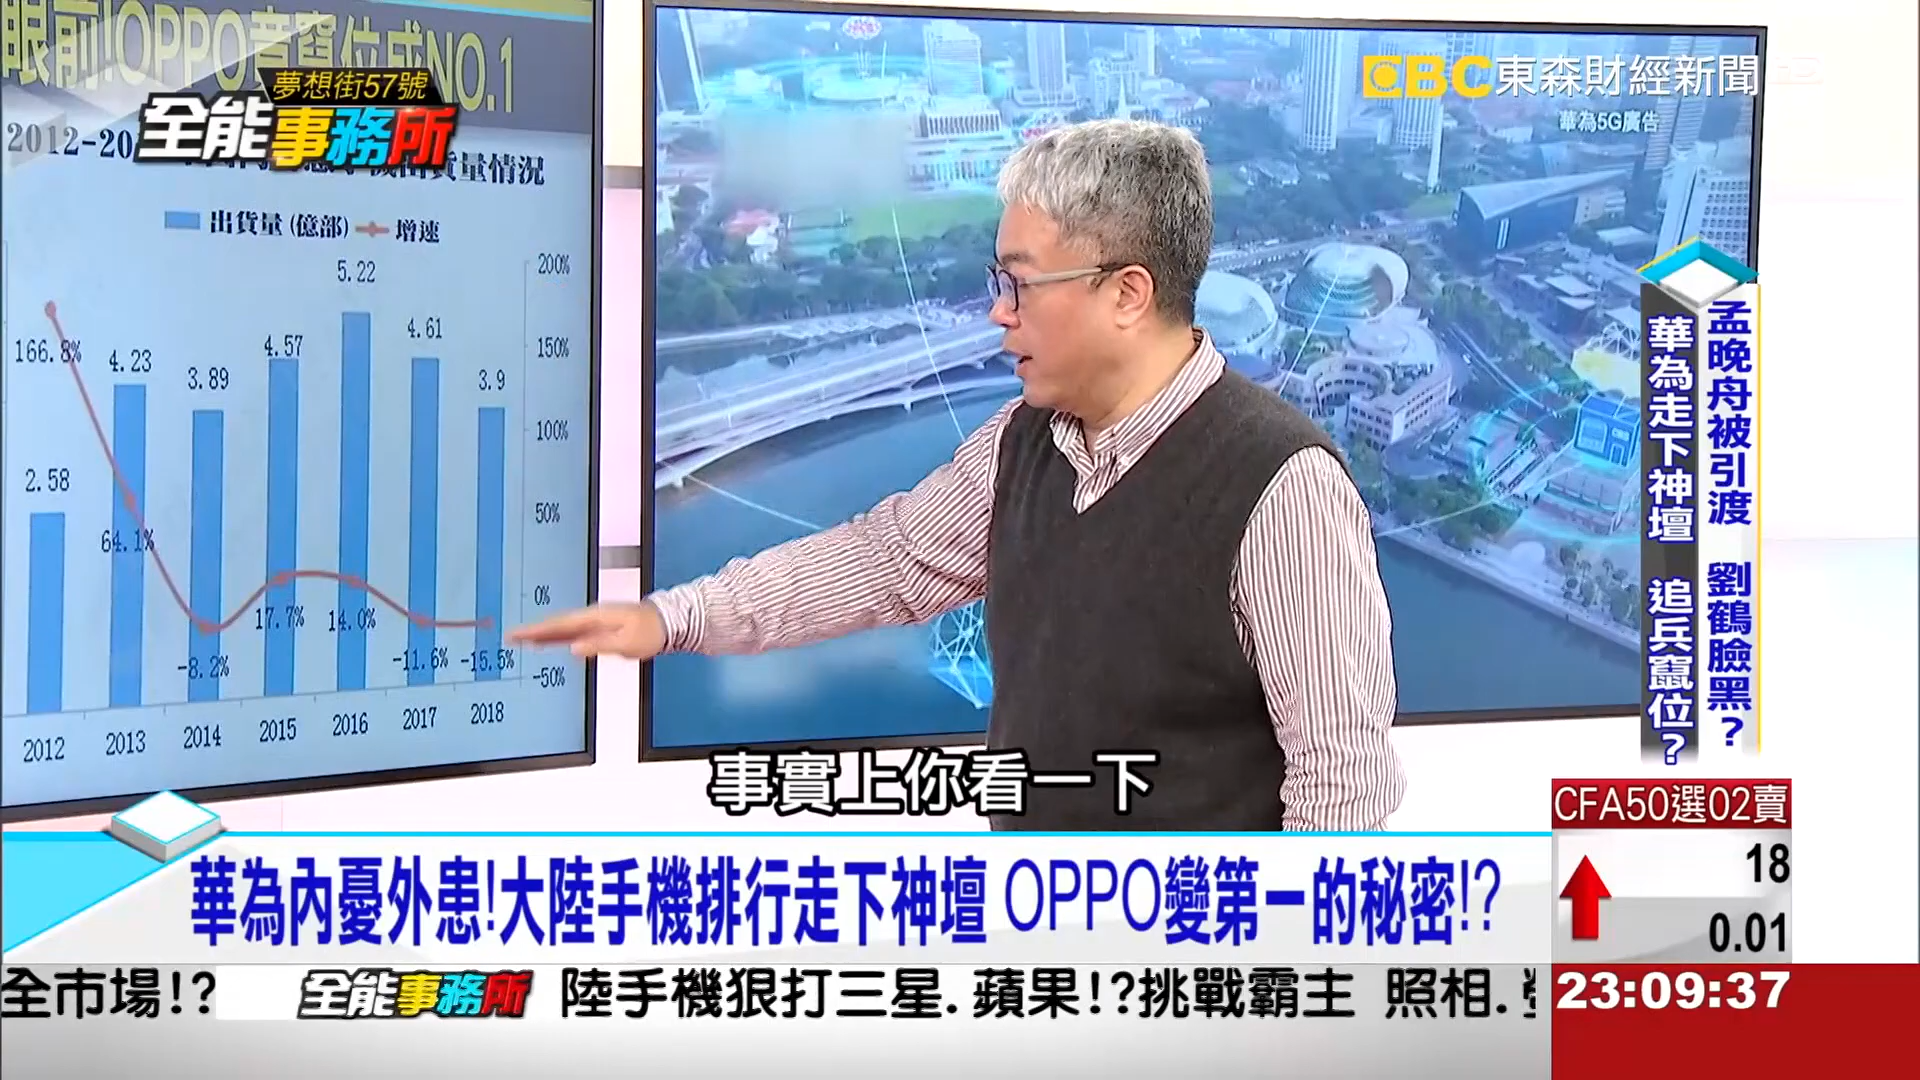 眼前!OPPO竟竄位成NO.1
夢想街57號
全能事務所
出貨量(億部) 增速
5.22
200%
166.8%
4.23
3.89
4.57
4.61
3.9
150%
100%
2.58
64.1%
50%
17.7%
14.0%
0%
-8.2%
-11.6%
-15.5%
-50%
2012 2013 2014 2015 2016 2017 2018
EBC東森財經新聞
華為5G廣告
孟晚舟被引渡 劉鶴臉黑?
華為走下神壇 追兵竄位?
事實上你看一下
華為內憂外患!大陸手機排行走下神壇 OPPO變第一的秘密!?
CFA50選02賣
18
0.01
全市場!? 全能事務所 陸手機狠打三星.蘋果!?挑戰霸主 照相.
23:09:37